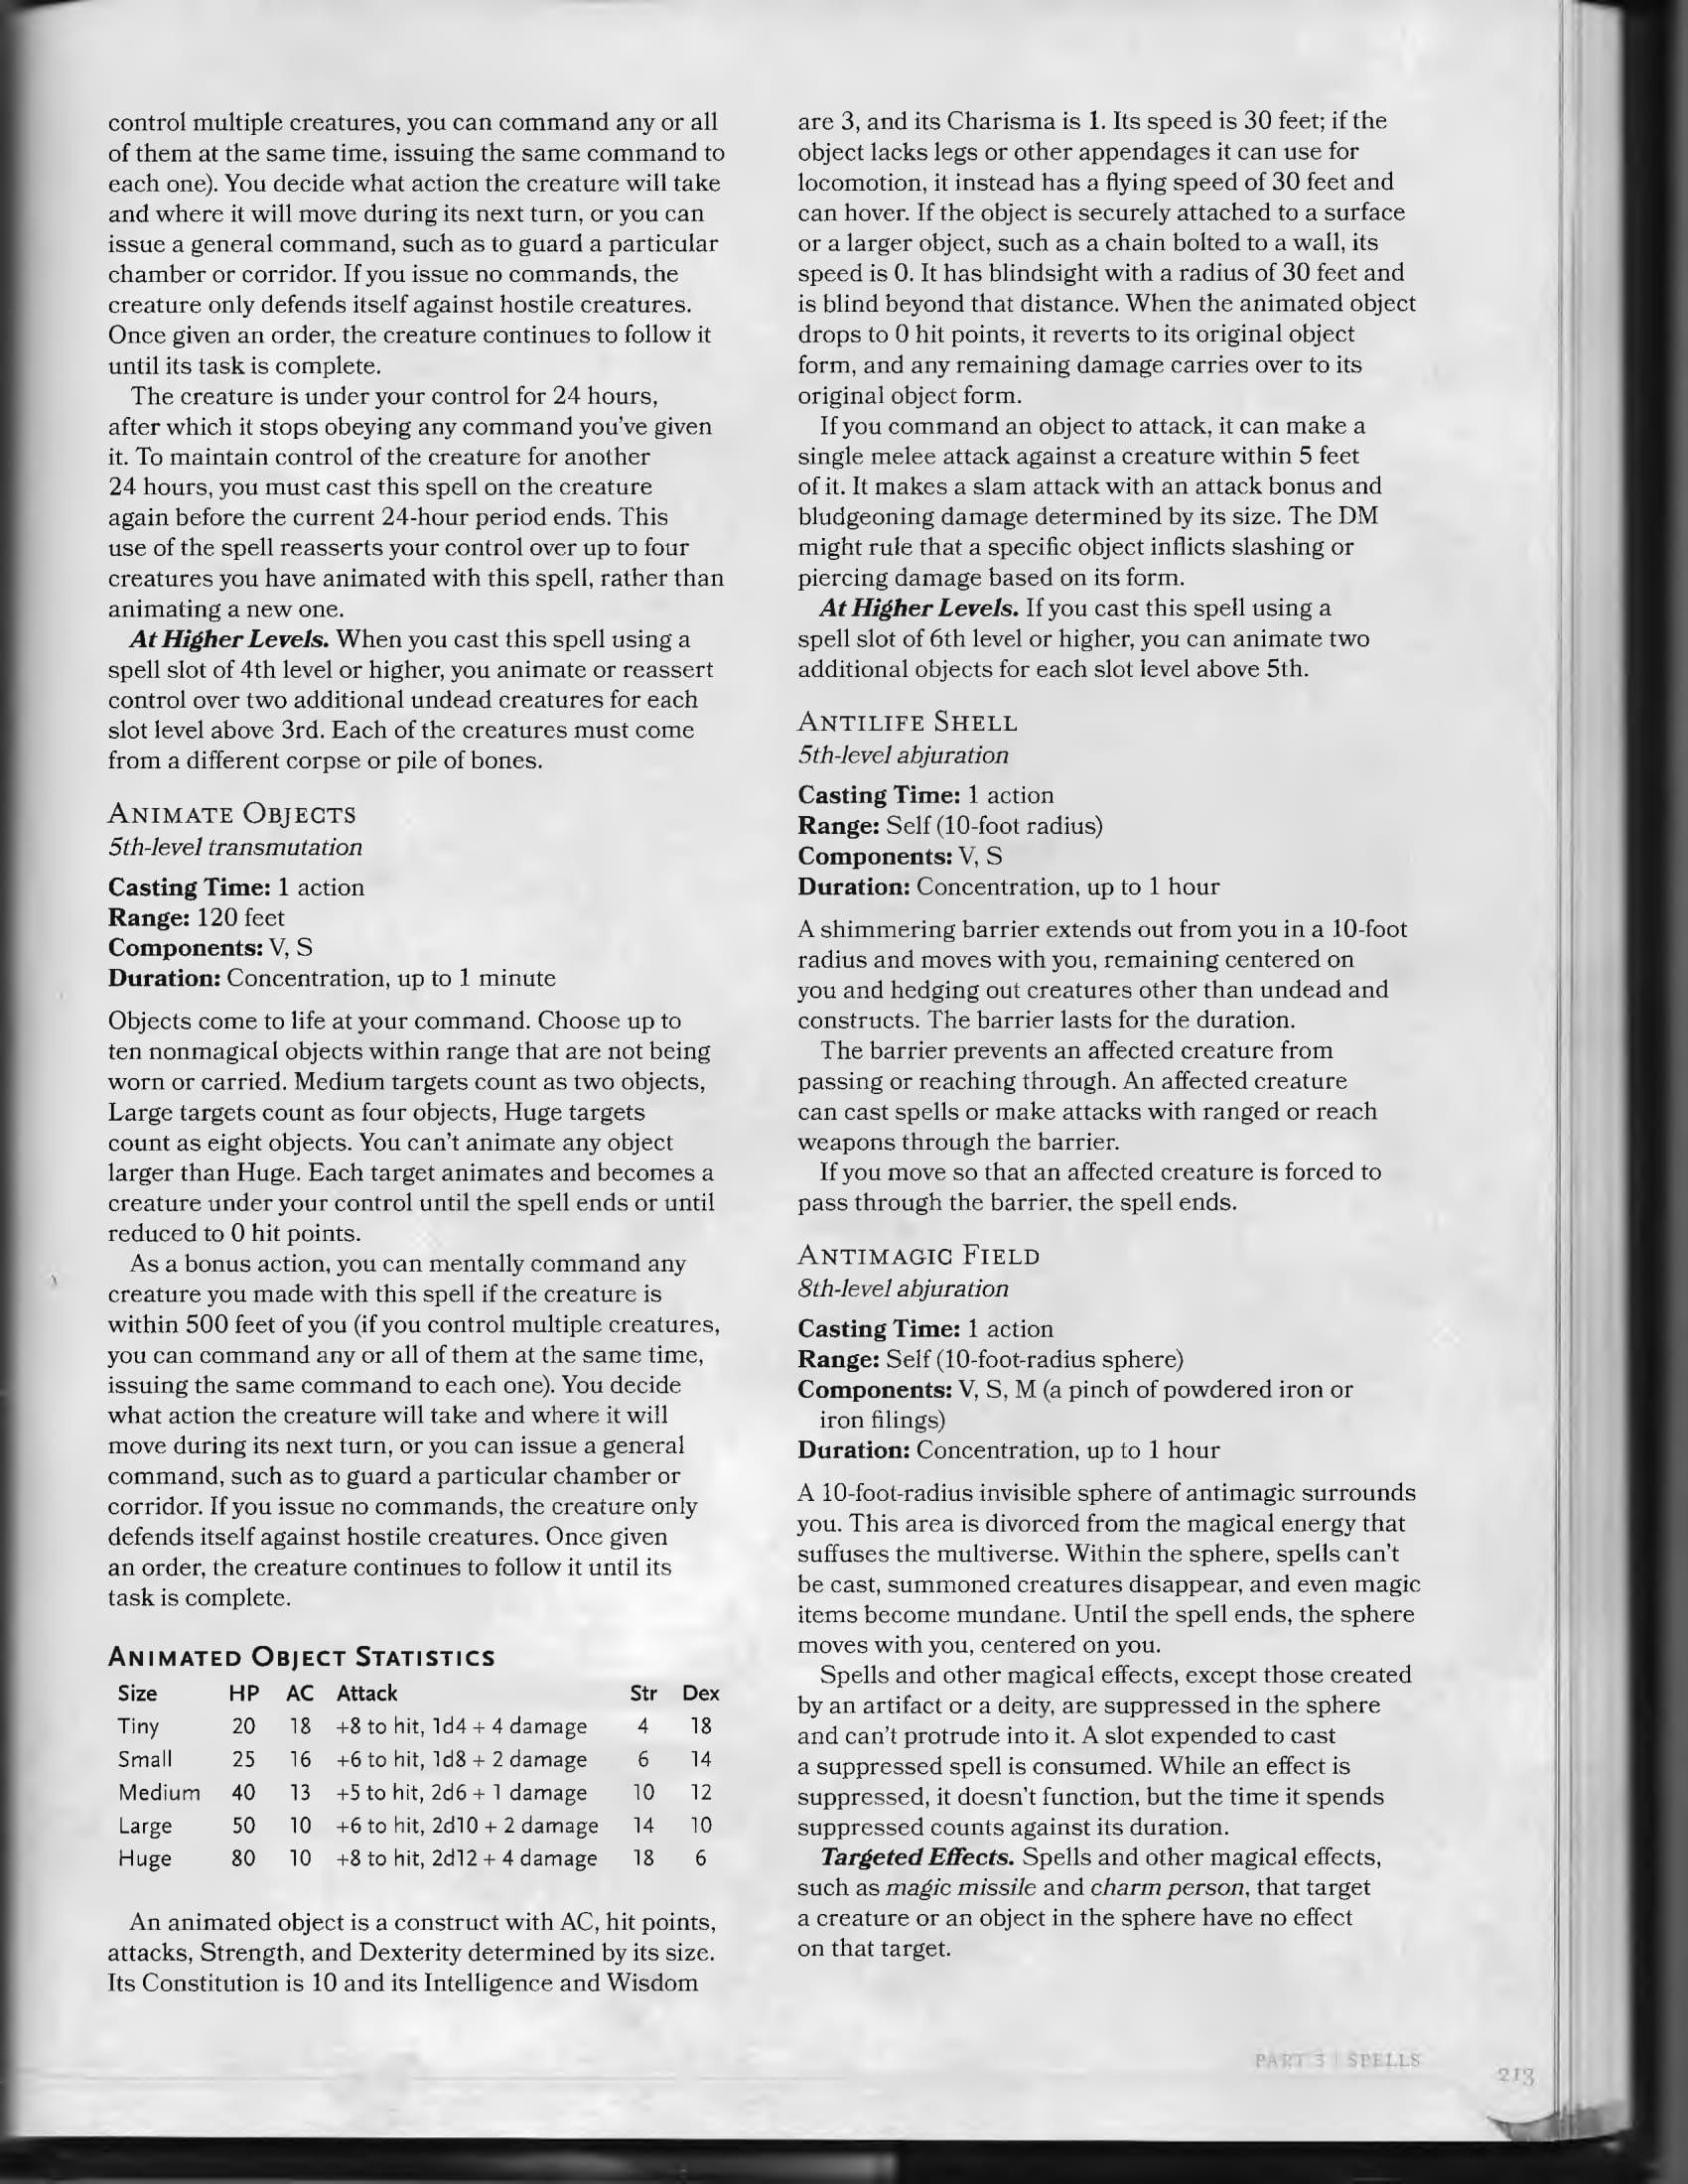 control multiple creatures, you can command any or all
of them at the same time, issuing the same command to
each one). You decide what action the creature will take
and where it will move during its next turn, or you can
issue a general command, such as to guard a particular
chamber or corridor. If you issue no commands, the
creature only defends itself against hostile creatures.
Once given an order, the creature continues to follow it
until its task is complete.
The creature is under your control for 24 hours,
after which it stops obeying any command you've given
it. To maintain control of the creature for another
24 hours, you must cast this spell on the creature
again before the current 24-hour period ends. This
use of the spell reasserts your control over up to four
creatures you have animated with this spell, rather than
animating a new one.
At Higher Levels. When you cast this spell using a
spell slot of 4th level or higher, you animate or reassert
control over two additional undead creatures for each
slot level above 3rd. Each of the creatures must come
from a different corpse or pile of bones.
ANIMATE OBJECTS
5th-level transmutation
Casting Time: 1 action
Range: 120 feet
Components: V, S
Duration: Concentration, up to 1 minute
Objects come to life at your command. Choose up to
ten nonmagical objects within range that are not being
worn or carried. Medium targets count as two objects,
Large targets count as four objects, Huge targets
count as eight objects. You can't animate any object
larger than Huge. Each target animates and becomes a
creature under your control until the spell ends or until
reduced to 0 hit points.
As a bonus action, you can mentally command any
creature you made with this spell if the creature is
within 500 feet of you (if you control multiple creatures,
you can command any or all of them at the same time,
issuing the same command to each one). You decide
what action the creature will take and where it will
move during its next turn, or you can issue a general
command, such as to guard a particular chamber or
corridor. If you issue no commands, the creature only
defends itself against hostile creatures. Once given
an order, the creature continues to follow it until its
task is complete.
ANIMATED OBJECT STATISTICS
Size HP AC Attack Str Dex
Tiny 20 18 +8 to hit, 1d4 + 4 damage 4 18
Small 25 16 +6 to hit, 1d8 + 2 damage 6 14
Medium 40 13 +5 to hit, 2d6 + 1 damage 10 12
Large 50 10 +6 to hit, 2d10 + 2 damage 14 10
Huge 80 10 +8 to hit, 2d12 + 4 damage 18 6
An animated object is a construct with AC, hit points,
attacks, Strength, and Dexterity determined by its size.
Its Constitution is 10 and its Intelligence and Wisdom
are 3, and its Charisma is 1. Its speed is 30 feet; if the
object lacks legs or other appendages it can use for
locomotion, it instead has a flying speed of 30 feet and
can hover. If the object is securely attached to a surface
or a larger object, such as a chain bolted to a wall, its
speed is 0. It has blindsight with a radius of 30 feet and
is blind beyond that distance. When the animated object
drops to 0 hit points, it reverts to its original object
form, and any remaining damage carries over to its
original object form.
If you command an object to attack, it can make a
single melee attack against a creature within 5 feet
of it. It makes a slam attack with an attack bonus and
bludgeoning damage determined by its size. The DM
might rule that a specific object inflicts slashing or
piercing damage based on its form.
At Higher Levels. If you cast this spell using a
spell slot of 6th level or higher, you can animate two
additional objects for each slot level above 5th.
ANTILIFE SHELL
5th-level abjuration
Casting Time: 1 action
Range: Self (10-foot radius)
Components: V, S
Duration: Concentration, up to 1 hour
A shimmering barrier extends out from you in a 10-foot
radius and moves with you, remaining centered on
you and hedging out creatures other than undead and
constructs. The barrier lasts for the duration.
The barrier prevents an affected creature from
passing or reaching through. An affected creature
can cast spells or make attacks with ranged or reach
weapons through the barrier.
If you move so that an affected creature is forced to
pass through the barrier, the spell ends.
ANTIMAGIC FIELD
8th-level abjuration
Casting Time: 1 action
Range: Self (10-foot-radius sphere)
Components: V, S, M (a pinch of powdered iron or
iron filings)
Duration: Concentration, up to 1 hour
A 10-foot-radius invisible sphere of antimagic surrounds
you. This area is divorced from the magical energy that
suffuses the multiverse. Within the sphere, spells can't
be cast, summoned creatures disappear, and even magic
items become mundane. Until the spell ends, the sphere
moves with you, centered on you.
Spells and other magical effects, except those created
by an artifact or a deity, are suppressed in the sphere
and can't protrude into it. A slot expended to cast
a suppressed spell is consumed. While an effect is
suppressed, it doesn't function, but the time it spends
suppressed counts against its duration.
Targeted Effects. Spells and other magical effects,
such as magic missile and charm person, that target
a creature or an object in the sphere have no effect
on that target.
PART 3 | SPELLS
213